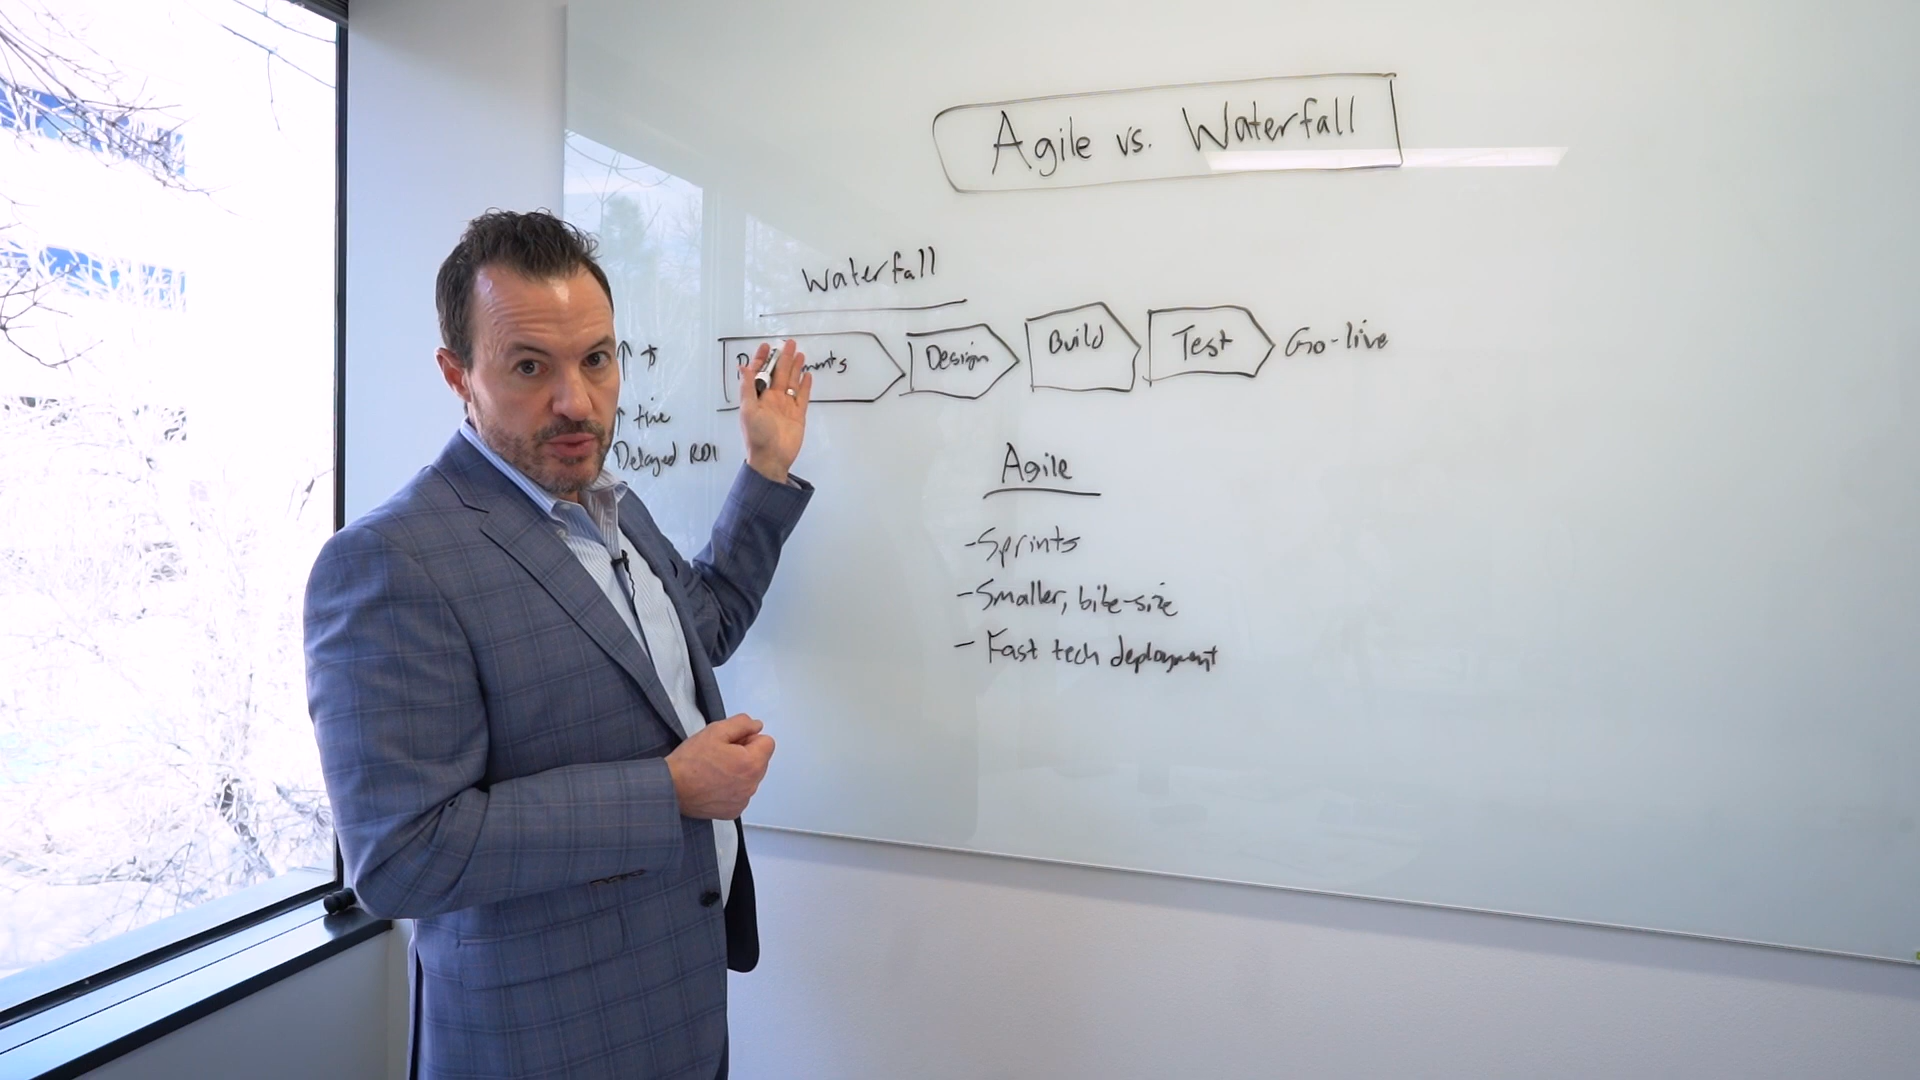 Agile vs. Waterfall
Waterfall
Design
Build
Test
Go-live
↑ $
↑ time
Delayed ROI
Agile
- Sprints
- Smaller, bite-size
- Fast tech deployment